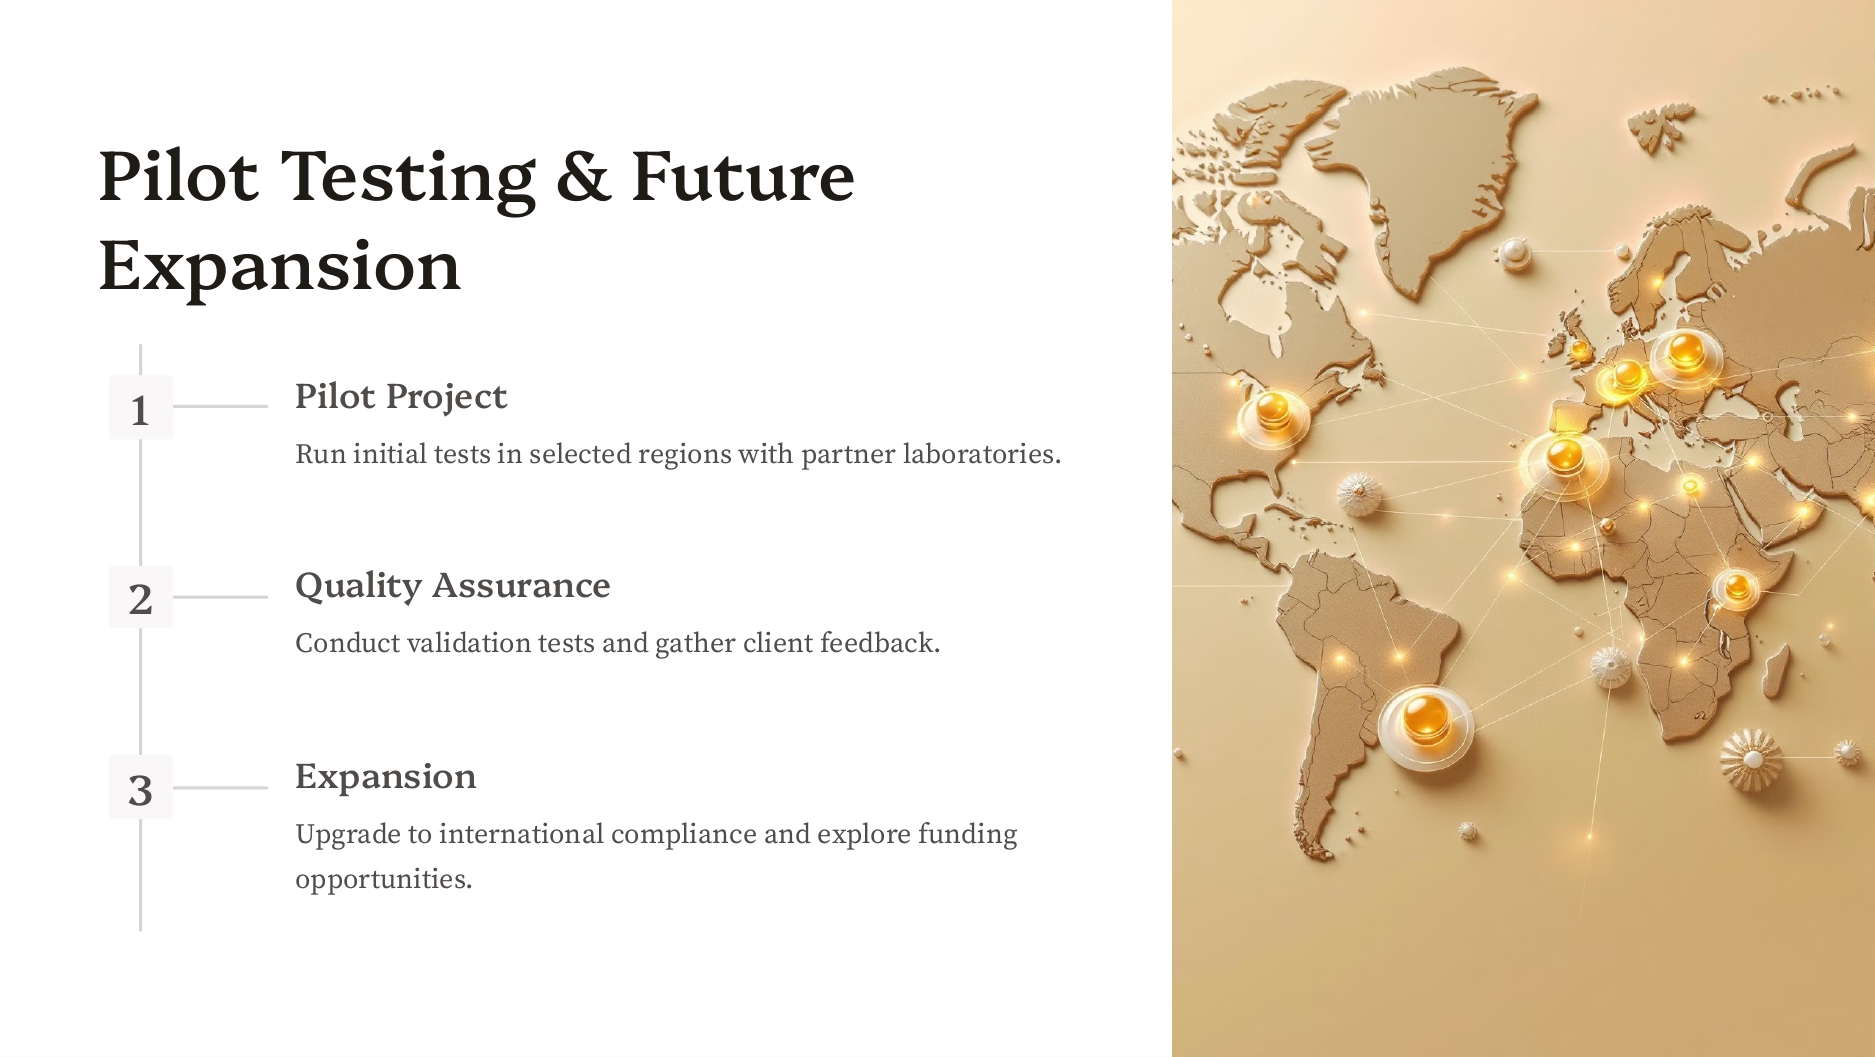 Pilot Testing & Future
Expansion
1
Pilot Project
Run initial tests in selected regions with partner laboratories.
2
Quality Assurance
Conduct validation tests and gather client feedback.
3
Expansion
Upgrade to international compliance and explore funding
opportunities.